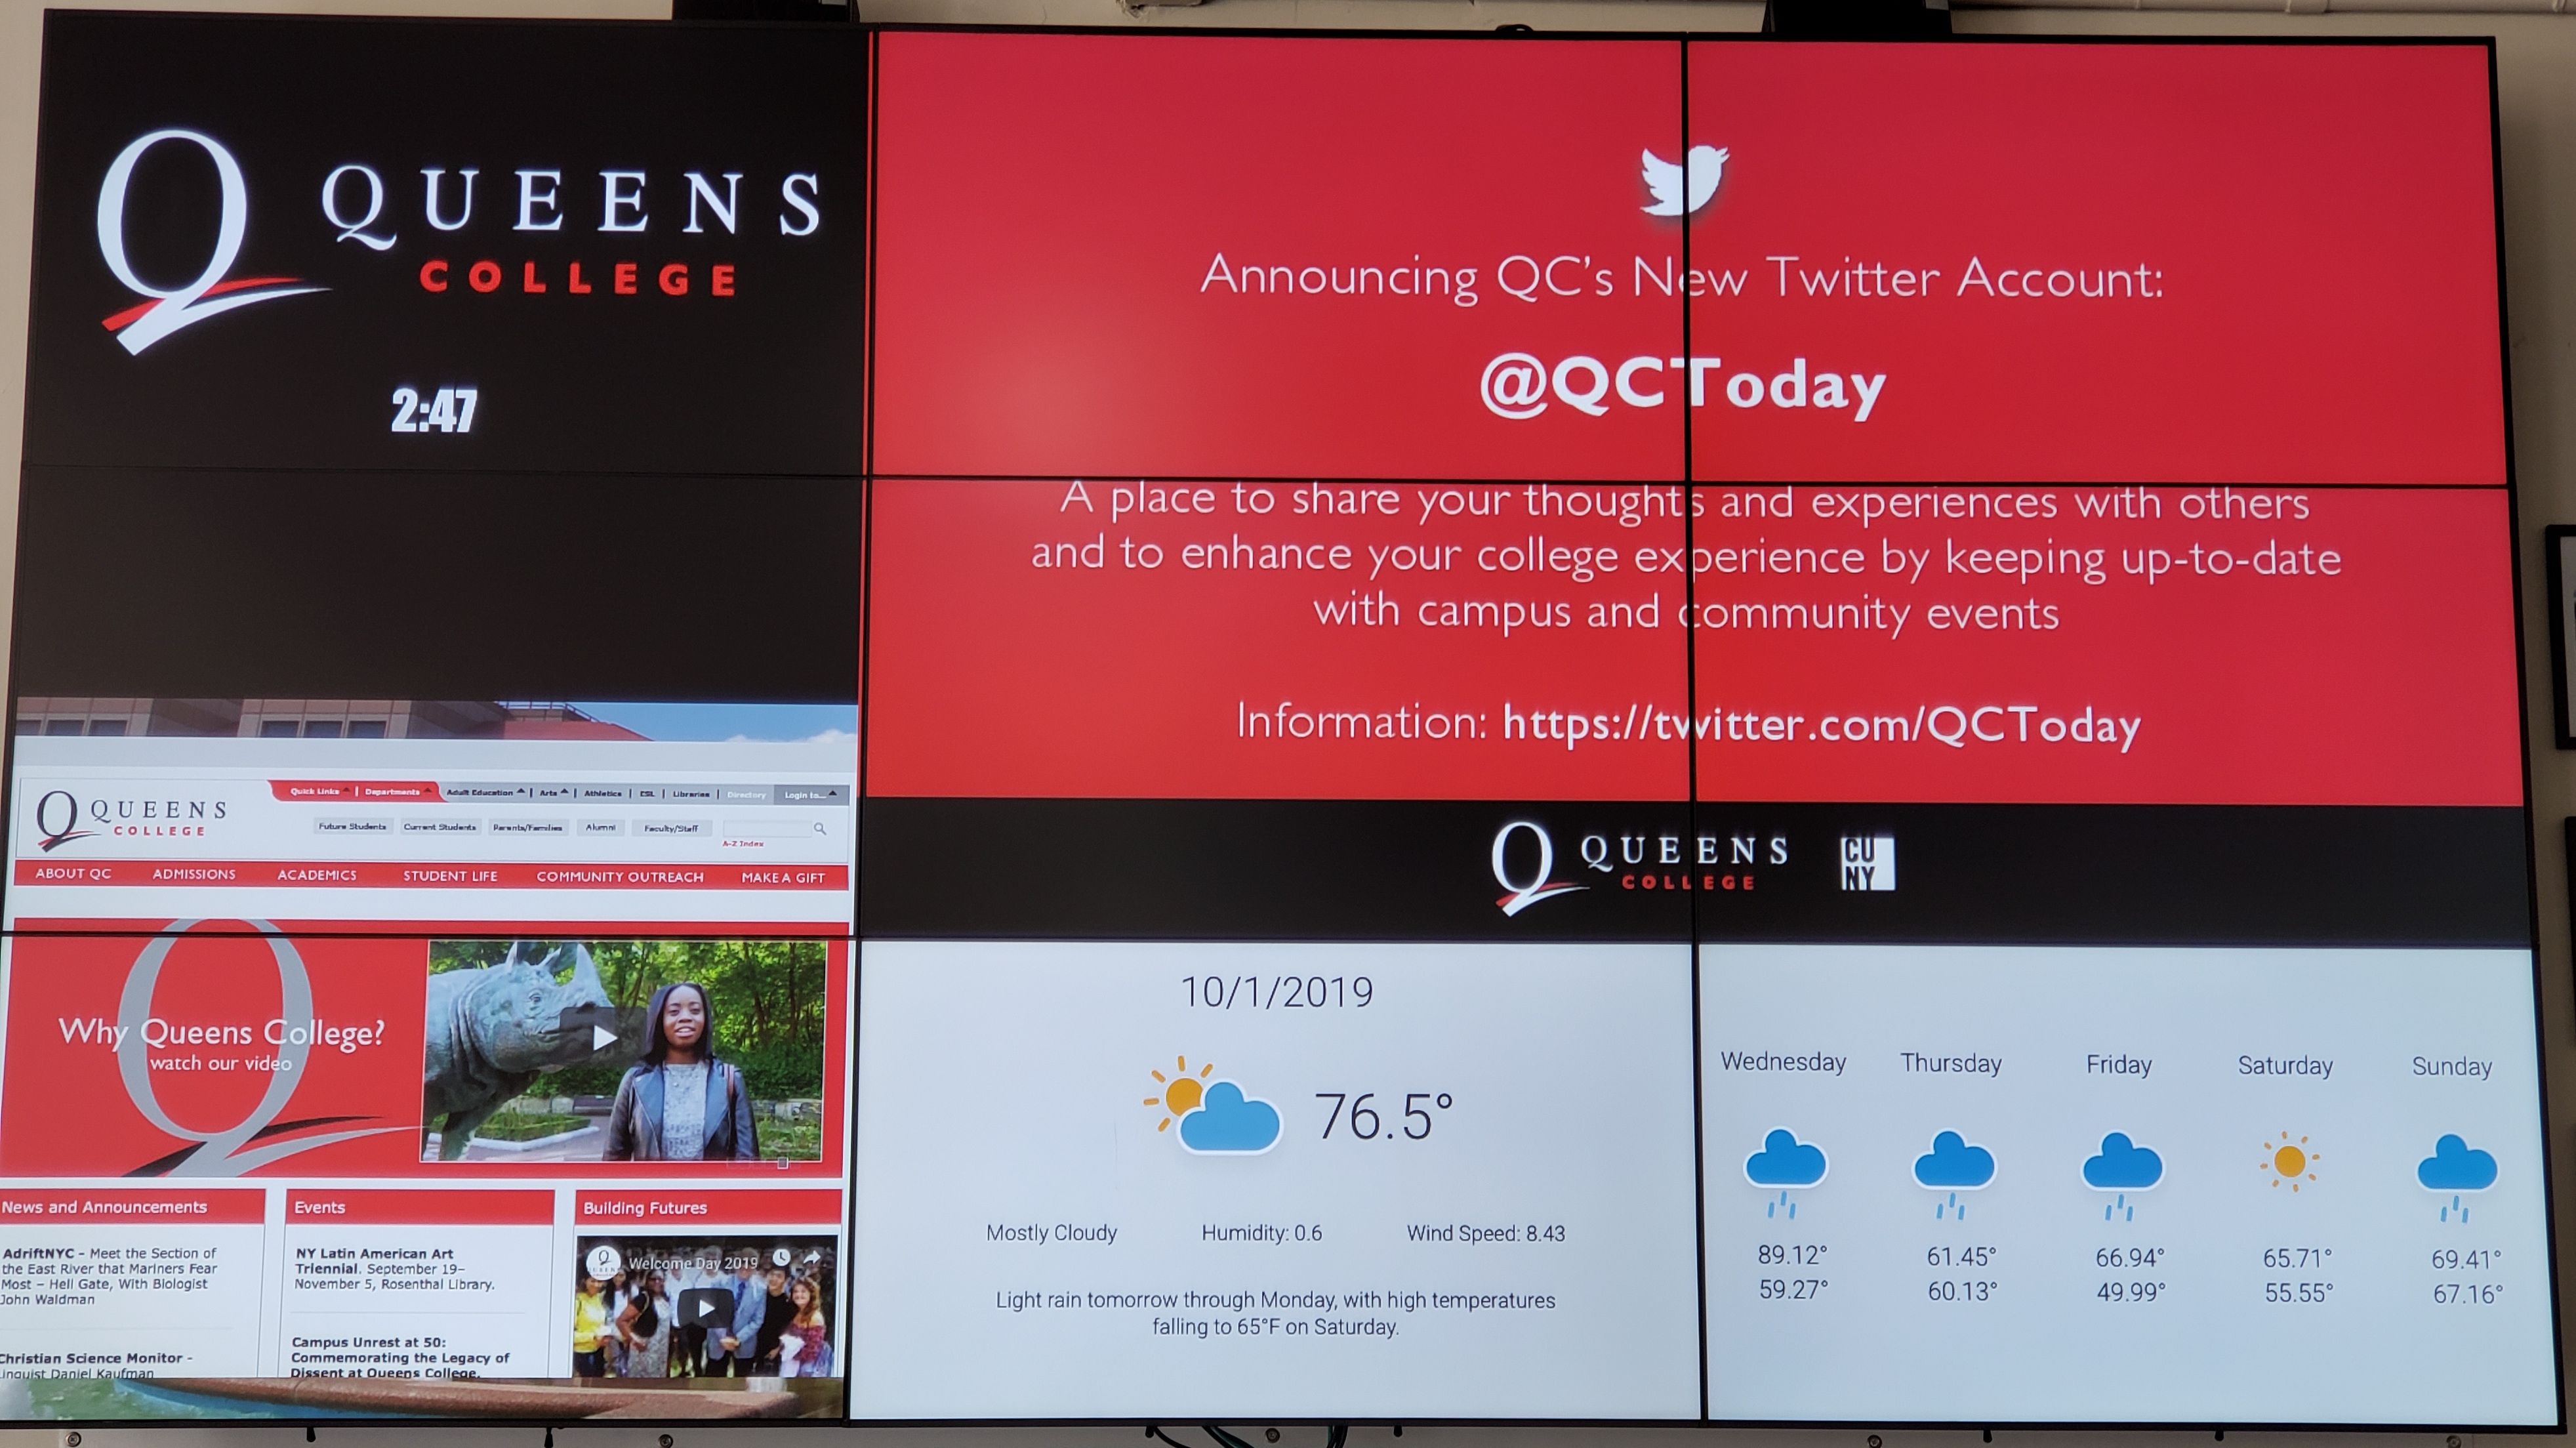 QUEENS
COLLEGE
2:47
Announcing QC's New Twitter Account:
@QCToday
A place to share your thoughts and experiences with others
and to enhance your college experience by keeping up-to-date
with campus and community events
Information: https://twitter.com/QCToday
QUEENS
COLLEGE
CU
NY
Quick Links | Departments Adult Education | Arts | Athletics | ESL | Libraries | Directory Login to...
QUEENS
COLLEGE
Future Students Current Students Parents/Families Alumni Faculty/Staff
A-Z Index
ABOUT QC ADMISSIONS ACADEMICS STUDENT LIFE COMMUNITY OUTREACH MAKE A GIFT
Why Queens College?
watch our video
News and Announcements
AdriftNYC - Meet the Section of
the East River that Mariners Fear
Most – Hell Gate, With Biologist
John Waldman
Christian Science Monitor -
inguist Daniel Kaufman
Events
NY Latin American Art
Triennial. September 19–
November 5, Rosenthal Library.
Campus Unrest at 50:
Commemorating the Legacy of
Dissent at Queens College.
Building Futures
Welcome Day 2019
10/1/2019
76.5°
Mostly Cloudy Humidity: 0.6 Wind Speed: 8.43
Light rain tomorrow through Monday, with high temperatures
falling to 65°F on Saturday.
Wednesday Thursday Friday Saturday Sunday
89.12° 61.45° 66.94° 65.71° 69.41°
59.27° 60.13° 49.99° 55.55° 67.16°